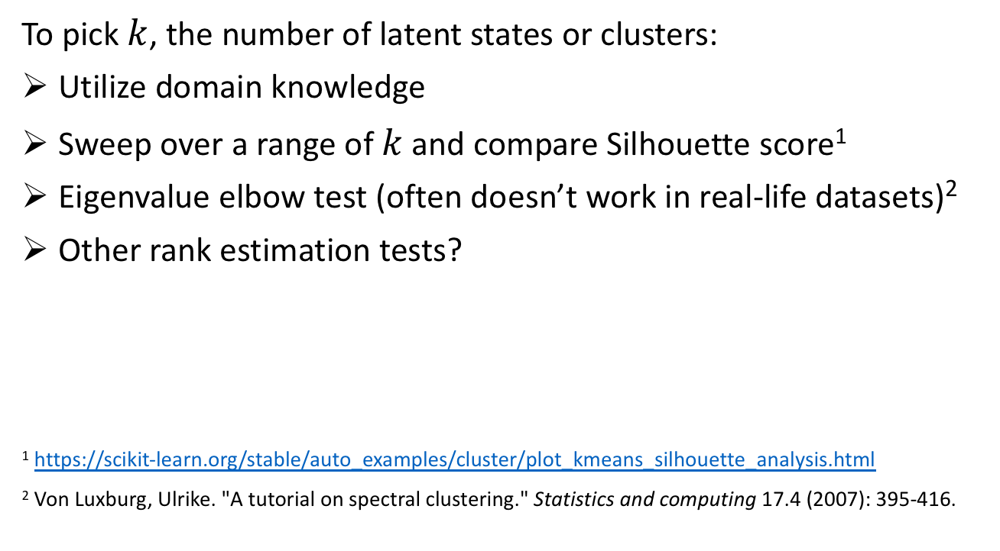 To pick k, the number of latent states or clusters:
➢ Utilize domain knowledge
➢ Sweep over a range of k and compare Silhouette score¹
➢ Eigenvalue elbow test (often doesn’t work in real-life datasets)²
➢ Other rank estimation tests?
¹ https://scikit-learn.org/stable/auto_examples/cluster/plot_kmeans_silhouette_analysis.html
² Von Luxburg, Ulrike. "A tutorial on spectral clustering." Statistics and computing 17.4 (2007): 395-416.